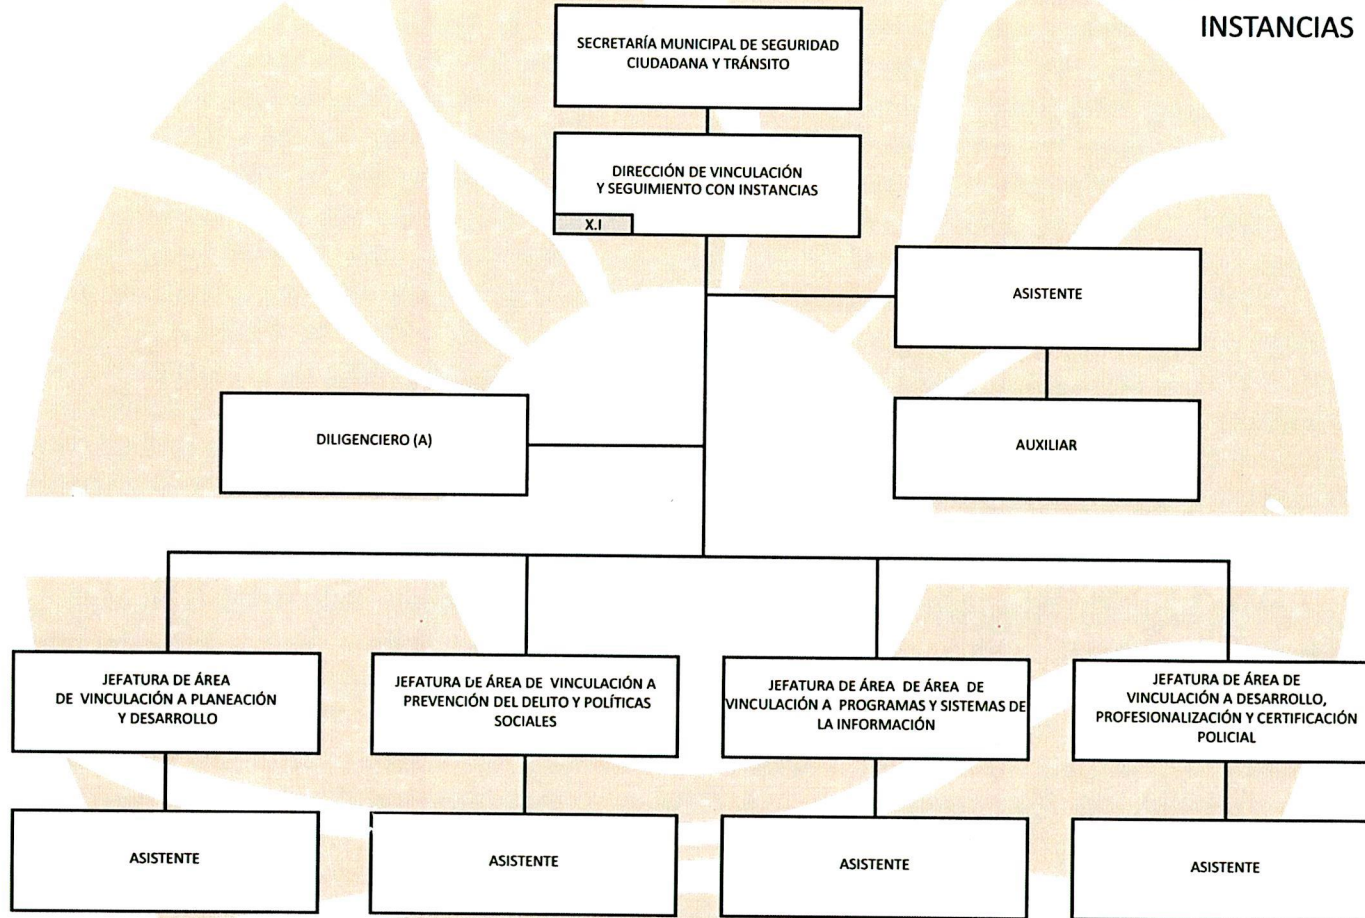 INSTANCIAS
SECRETARÍA MUNICIPAL DE SEGURIDAD
CIUDADANA Y TRÁNSITO
DIRECCIÓN DE VINCULACIÓN
Y SEGUIMIENTO CON INSTANCIAS
X.I
ASISTENTE
DILIGENCIERO (A)
AUXILIAR
JEFATURA DE ÁREA
DE VINCULACIÓN A PLANEACIÓN
Y DESARROLLO
JEFATURA DE ÁREA DE VINCULACIÓN A
PREVENCIÓN DEL DELITO Y POLÍTICAS
SOCIALES
JEFATURA DE ÁREA DE ÁREA DE
VINCULACIÓN A PROGRAMAS Y SISTEMAS DE
LA INFORMACIÓN
JEFATURA DE ÁREA DE
VINCULACIÓN A DESARROLLO,
PROFESIONALIZACIÓN Y CERTIFICACIÓN
POLICIAL
ASISTENTE
ASISTENTE
ASISTENTE
ASISTENTE